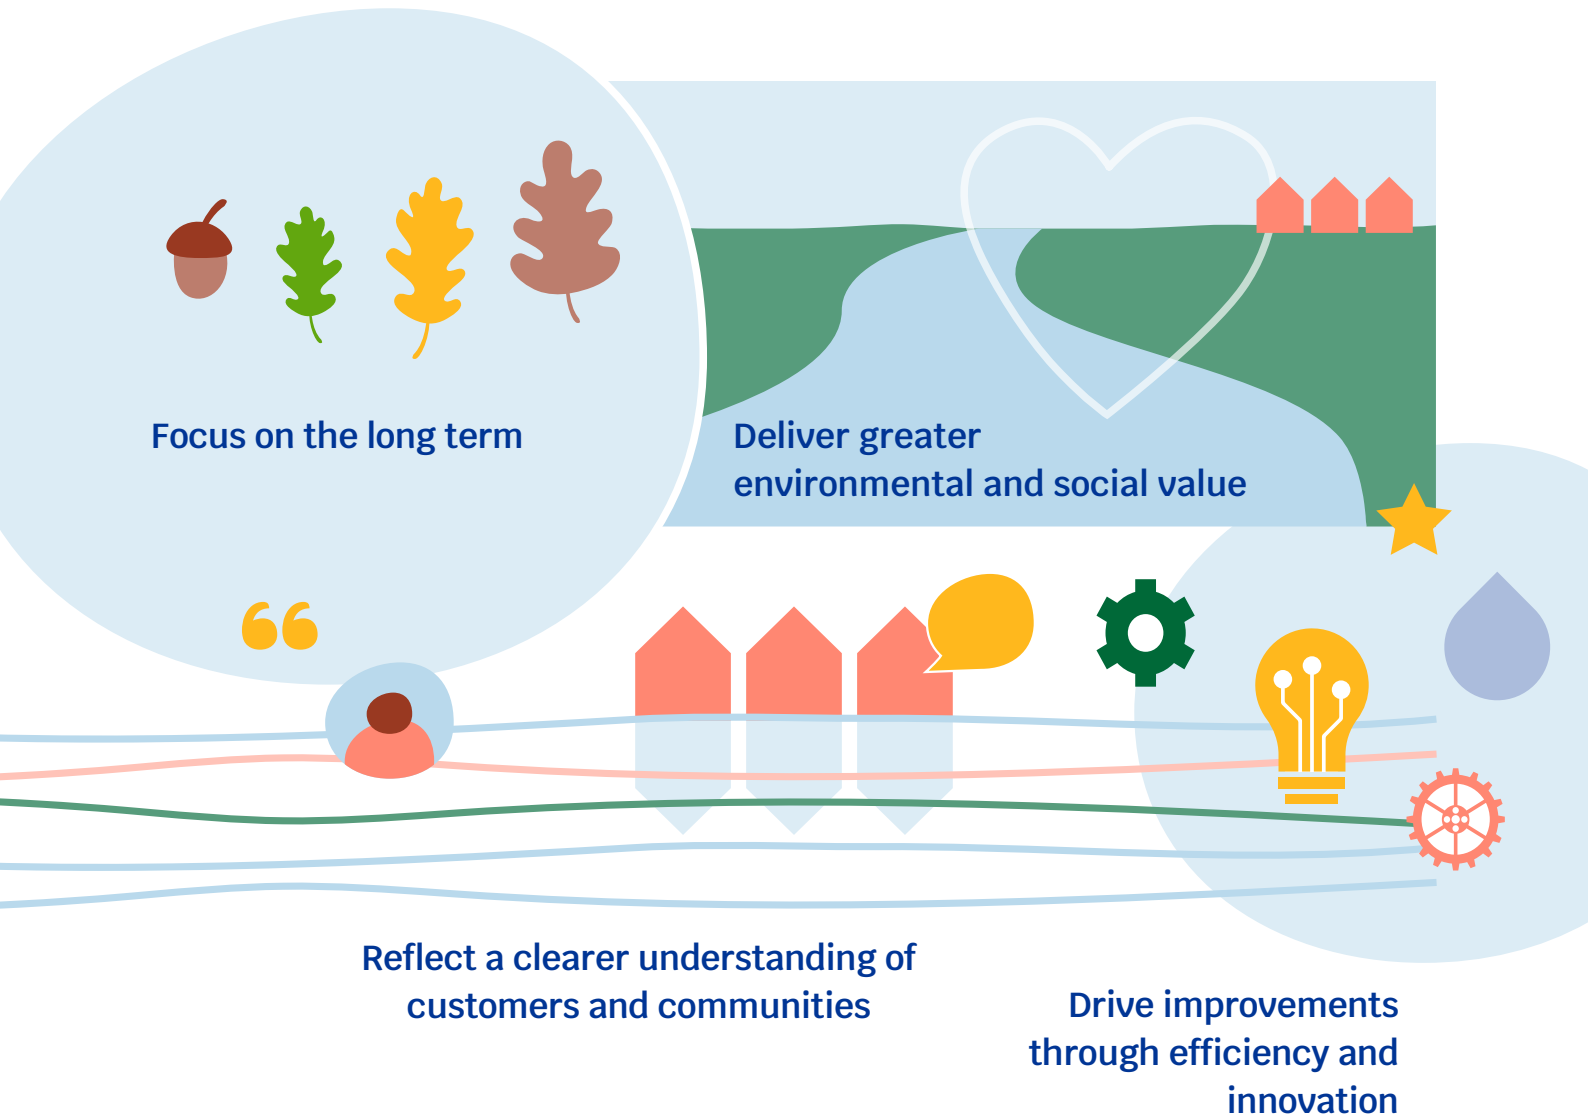 Focus on the long term
Deliver greater
environmental and social value
Reflect a clearer understanding of
customers and communities
Drive improvements
through efficiency and
innovation